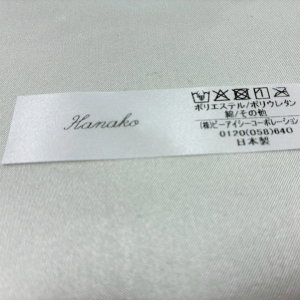 Hanako
ポリエステル/ポリウレタン
綿/その他
(株)ビーアイシーコーポレーション
0120(058)640
日本製